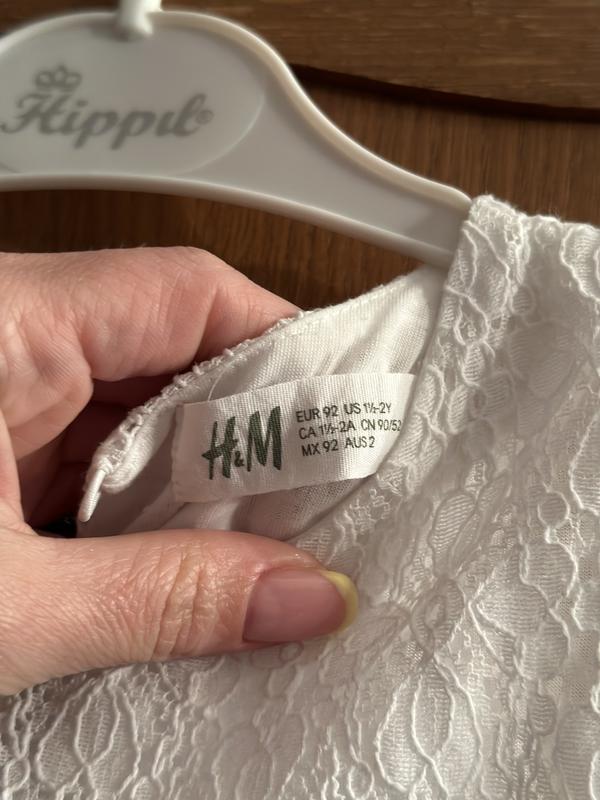 Hippil®
H&M
EUR 92 US 1½-2Y
CA 1½-2A CN 90/52
MX 92 AUS 2